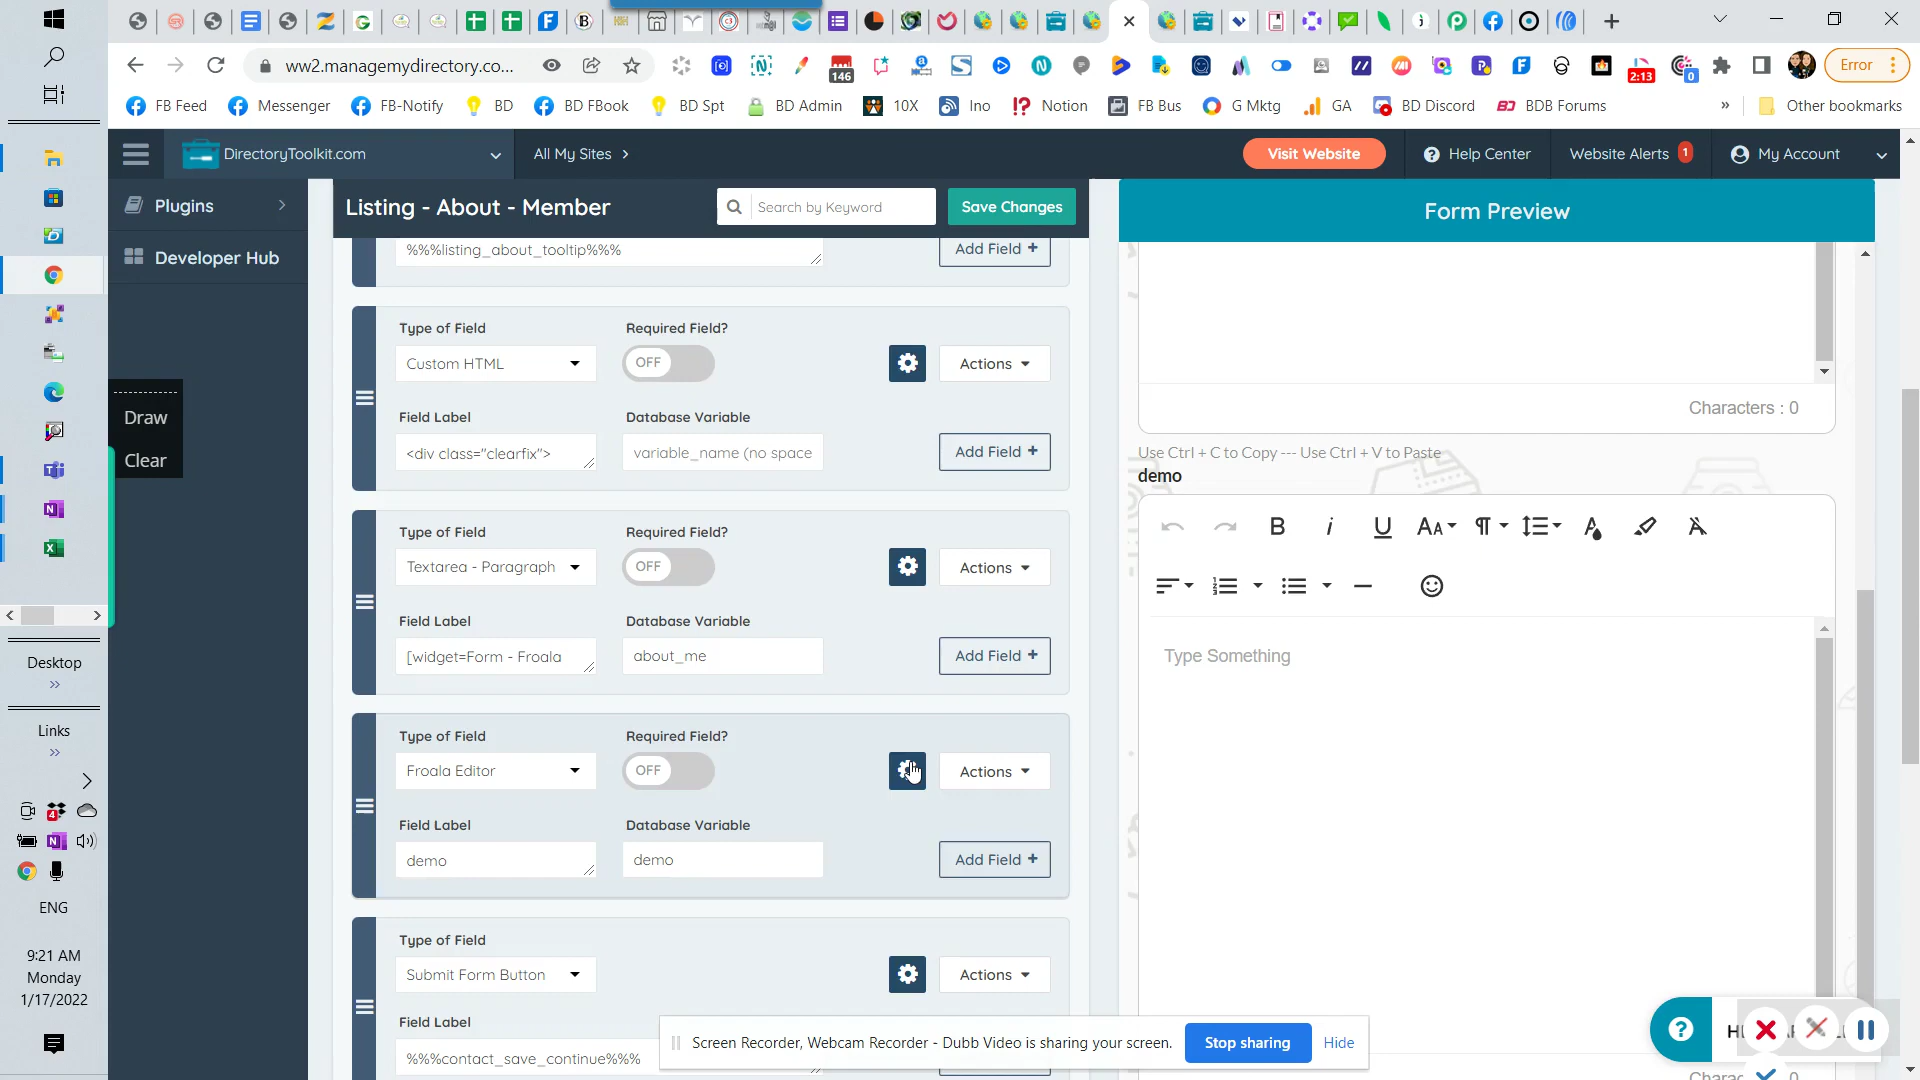 146
2:13
0
ww2.managemydirectory.co...
Error
FB Feed
Messenger
FB-Notify
BD
BD FBook
BD Spt
BD Admin
10X
Ino
Notion
FB Bus
G Mktg
GA
BD Discord
BDB Forums
»
Other bookmarks
DirectoryToolkit.com
All My Sites
Visit Website
Help Center
Website Alerts 1
My Account
Plugins
Developer Hub
Draw
Clear
Listing - About - Member
Search by Keyword
Save Changes
Form Preview
%%%listing_about_tooltip%%%
Add Field +
Type of Field
Required Field?
Custom HTML
OFF
Actions
Field Label
Database Variable
<div class="clearfix">
variable_name (no space
Add Field +
Type of Field
Required Field?
Textarea - Paragraph
OFF
Actions
Field Label
Database Variable
[widget=Form - Froala
about_me
Add Field +
Type of Field
Required Field?
Froala Editor
OFF
Actions
Field Label
Database Variable
demo
demo
Add Field +
Type of Field
Submit Form Button
Actions
Field Label
%%%contact_save_continue%%%
Characters : 0
Use Ctrl + C to Copy --- Use Ctrl + V to Paste
demo
Type Something
Screen Recorder, Webcam Recorder - Dubb Video is sharing your screen.
Stop sharing
Hide
Desktop
»
Links
»
4
ENG
9:21 AM
Monday
1/17/2022